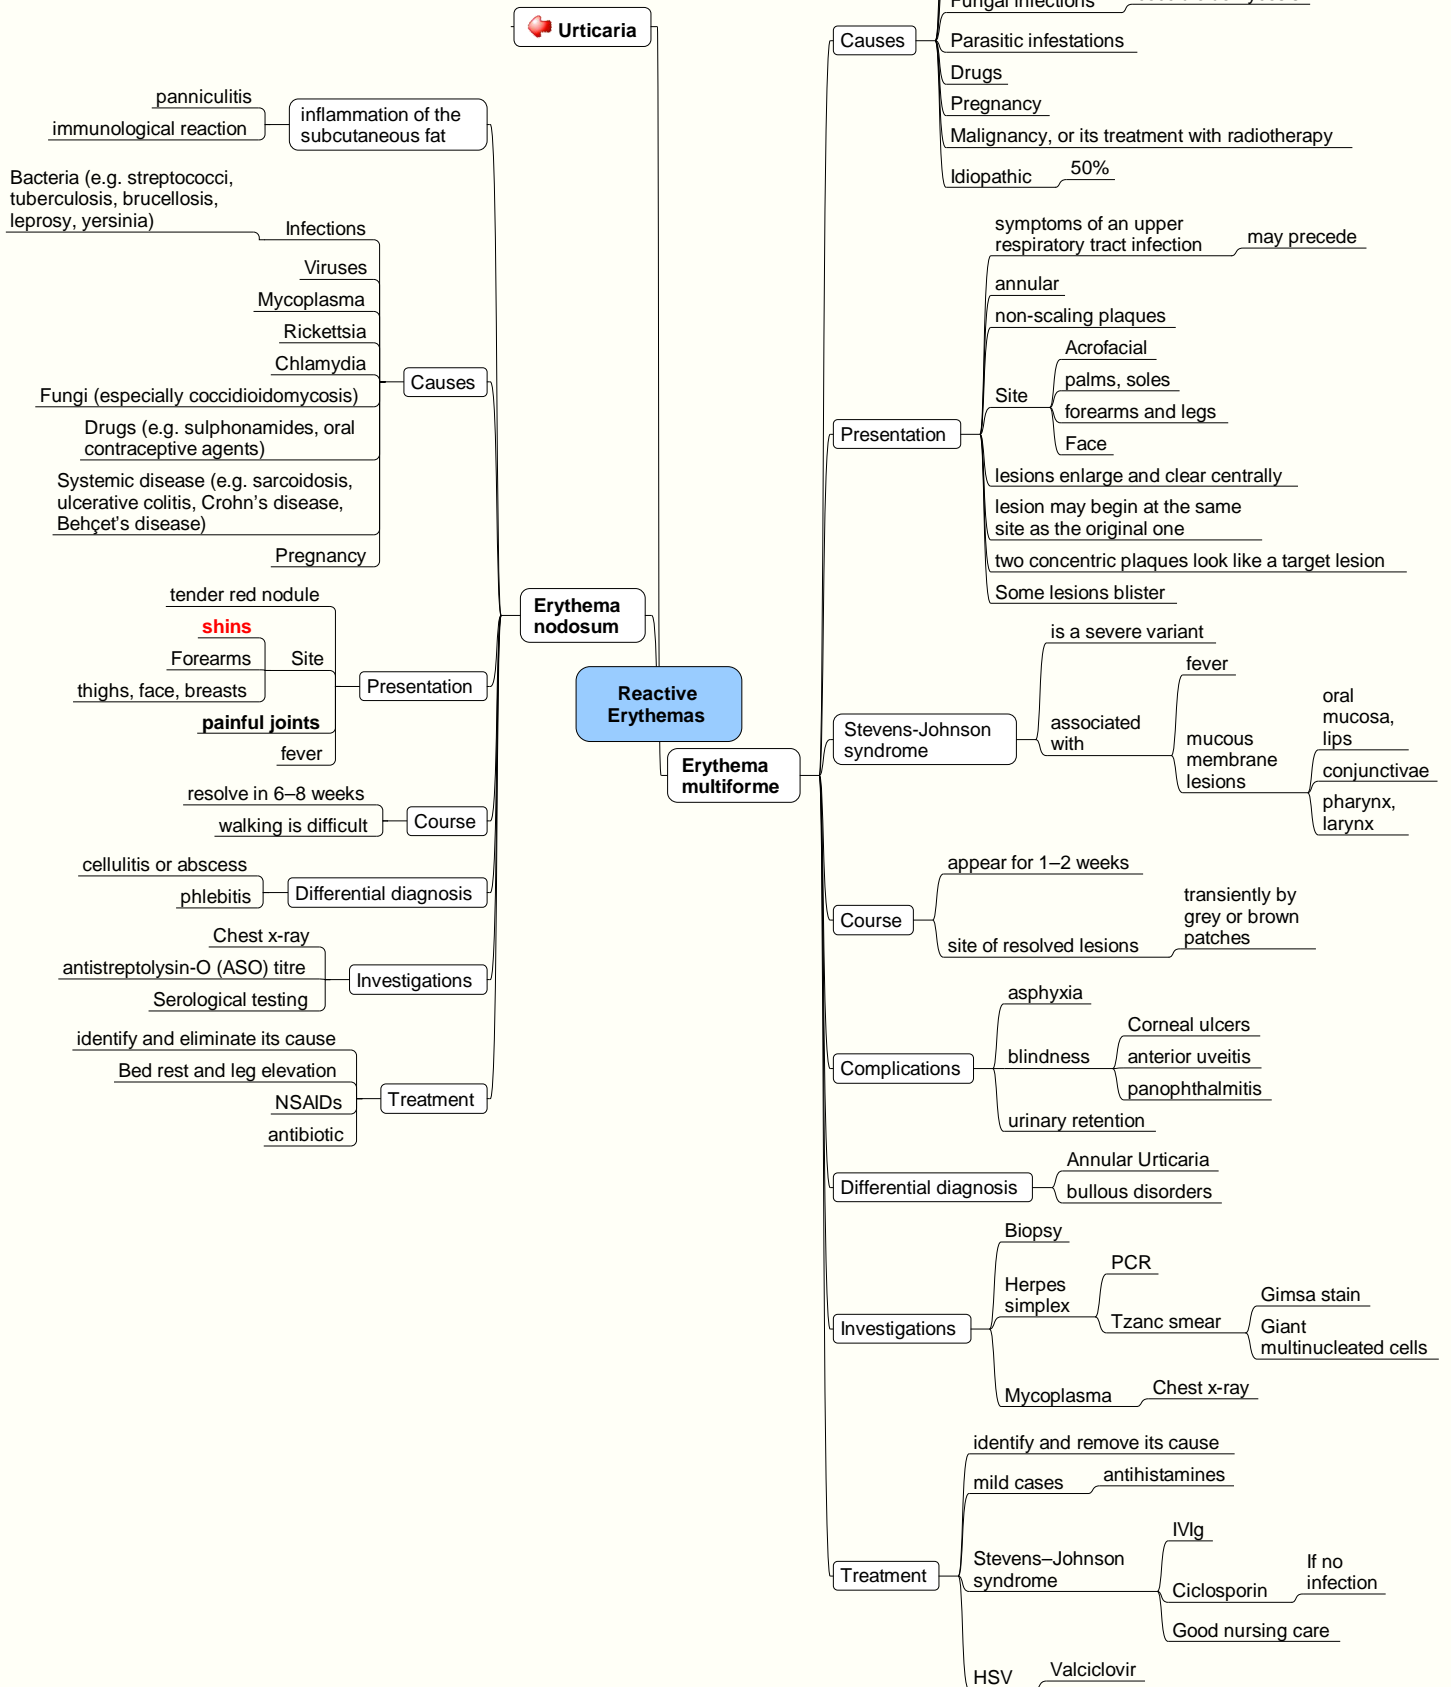 Urticaria
panniculitis
immunological reaction
inflammation of the
subcutaneous fat
Bacteria (e.g. streptococci,
tuberculosis, brucellosis,
leprosy, yersinia)
Infections
Viruses
Mycoplasma
Rickettsia
Chlamydia
Fungi (especially coccidioidomycosis)
Drugs (e.g. sulphonamides, oral
contraceptive agents)
Systemic disease (e.g. sarcoidosis,
ulcerative colitis, Crohn's disease,
Behçet's disease)
Pregnancy
Causes
tender red nodule
shins
Forearms
thighs, face, breasts
Site
painful joints
fever
Presentation
resolve in 6–8 weeks
walking is difficult
Course
cellulitis or abscess
phlebitis
Differential diagnosis
Chest x-ray
antistreptolysin-O (ASO) titre
Serological testing
Investigations
identify and eliminate its cause
Bed rest and leg elevation
NSAIDs
antibiotic
Treatment
Erythema
nodosum
Reactive
Erythemas
Erythema
multiforme
Causes
Fungal infections
Parasitic infestations
Drugs
Pregnancy
Malignancy, or its treatment with radiotherapy
Idiopathic
50%
Presentation
symptoms of an upper
respiratory tract infection
may precede
annular
non-scaling plaques
Site
Acrofacial
palms, soles
forearms and legs
Face
lesions enlarge and clear centrally
lesion may begin at the same
site as the original one
two concentric plaques look like a target lesion
Some lesions blister
Stevens-Johnson
syndrome
is a severe variant
associated
with
fever
mucous
membrane
lesions
oral
mucosa,
lips
conjunctivae
pharynx,
larynx
Course
appear for 1–2 weeks
site of resolved lesions
transiently by
grey or brown
patches
Complications
asphyxia
blindness
Corneal ulcers
anterior uveitis
panophthalmitis
urinary retention
Differential diagnosis
Annular Urticaria
bullous disorders
Investigations
Biopsy
Herpes
simplex
PCR
Tzanc smear
Gimsa stain
Giant
multinucleated cells
Mycoplasma
Chest x-ray
Treatment
identify and remove its cause
mild cases
antihistamines
Stevens–Johnson
syndrome
IVIg
Ciclosporin
If no
infection
Good nursing care
HSV
Valciclovir